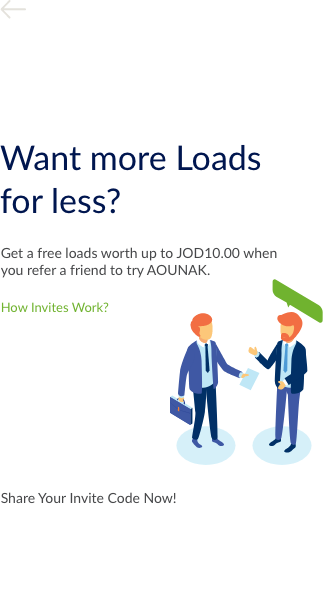 Want more Loads
for less?
Get a free loads worth up to JOD10.00 when
you refer a friend to try AOUNAK.
How Invites Work?
Share Your Invite Code Now!